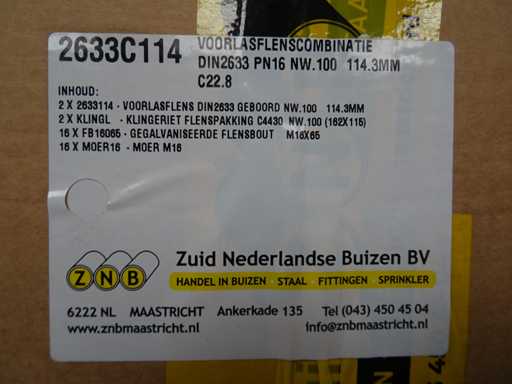 2633C114 VOORLASFLENSCOMBINATIE
DIN2633 PN16 NW.100 114.3MM
C22.8
INHOUD:
2 X 2633114 - VOORLASFLENS DIN2633 GEBOORD NW.100 114.3MM
2 X KLINGL - KLINGERIET FLENSPAKKING C4430 NW.100 (162X115)
16 X FB16065 - GEGALVANISEERDE FLENSBOUT M16X65
16 X MOER16 - MOER M16
ZNB
Zuid Nederlandse Buizen BV
HANDEL IN BUIZEN STAAL FITTINGEN SPRINKLER
6222 NL MAASTRICHT Ankerkade 135 Tel (043) 450 45 04
www.znbmaastricht.nl info@znbmaastricht.nl